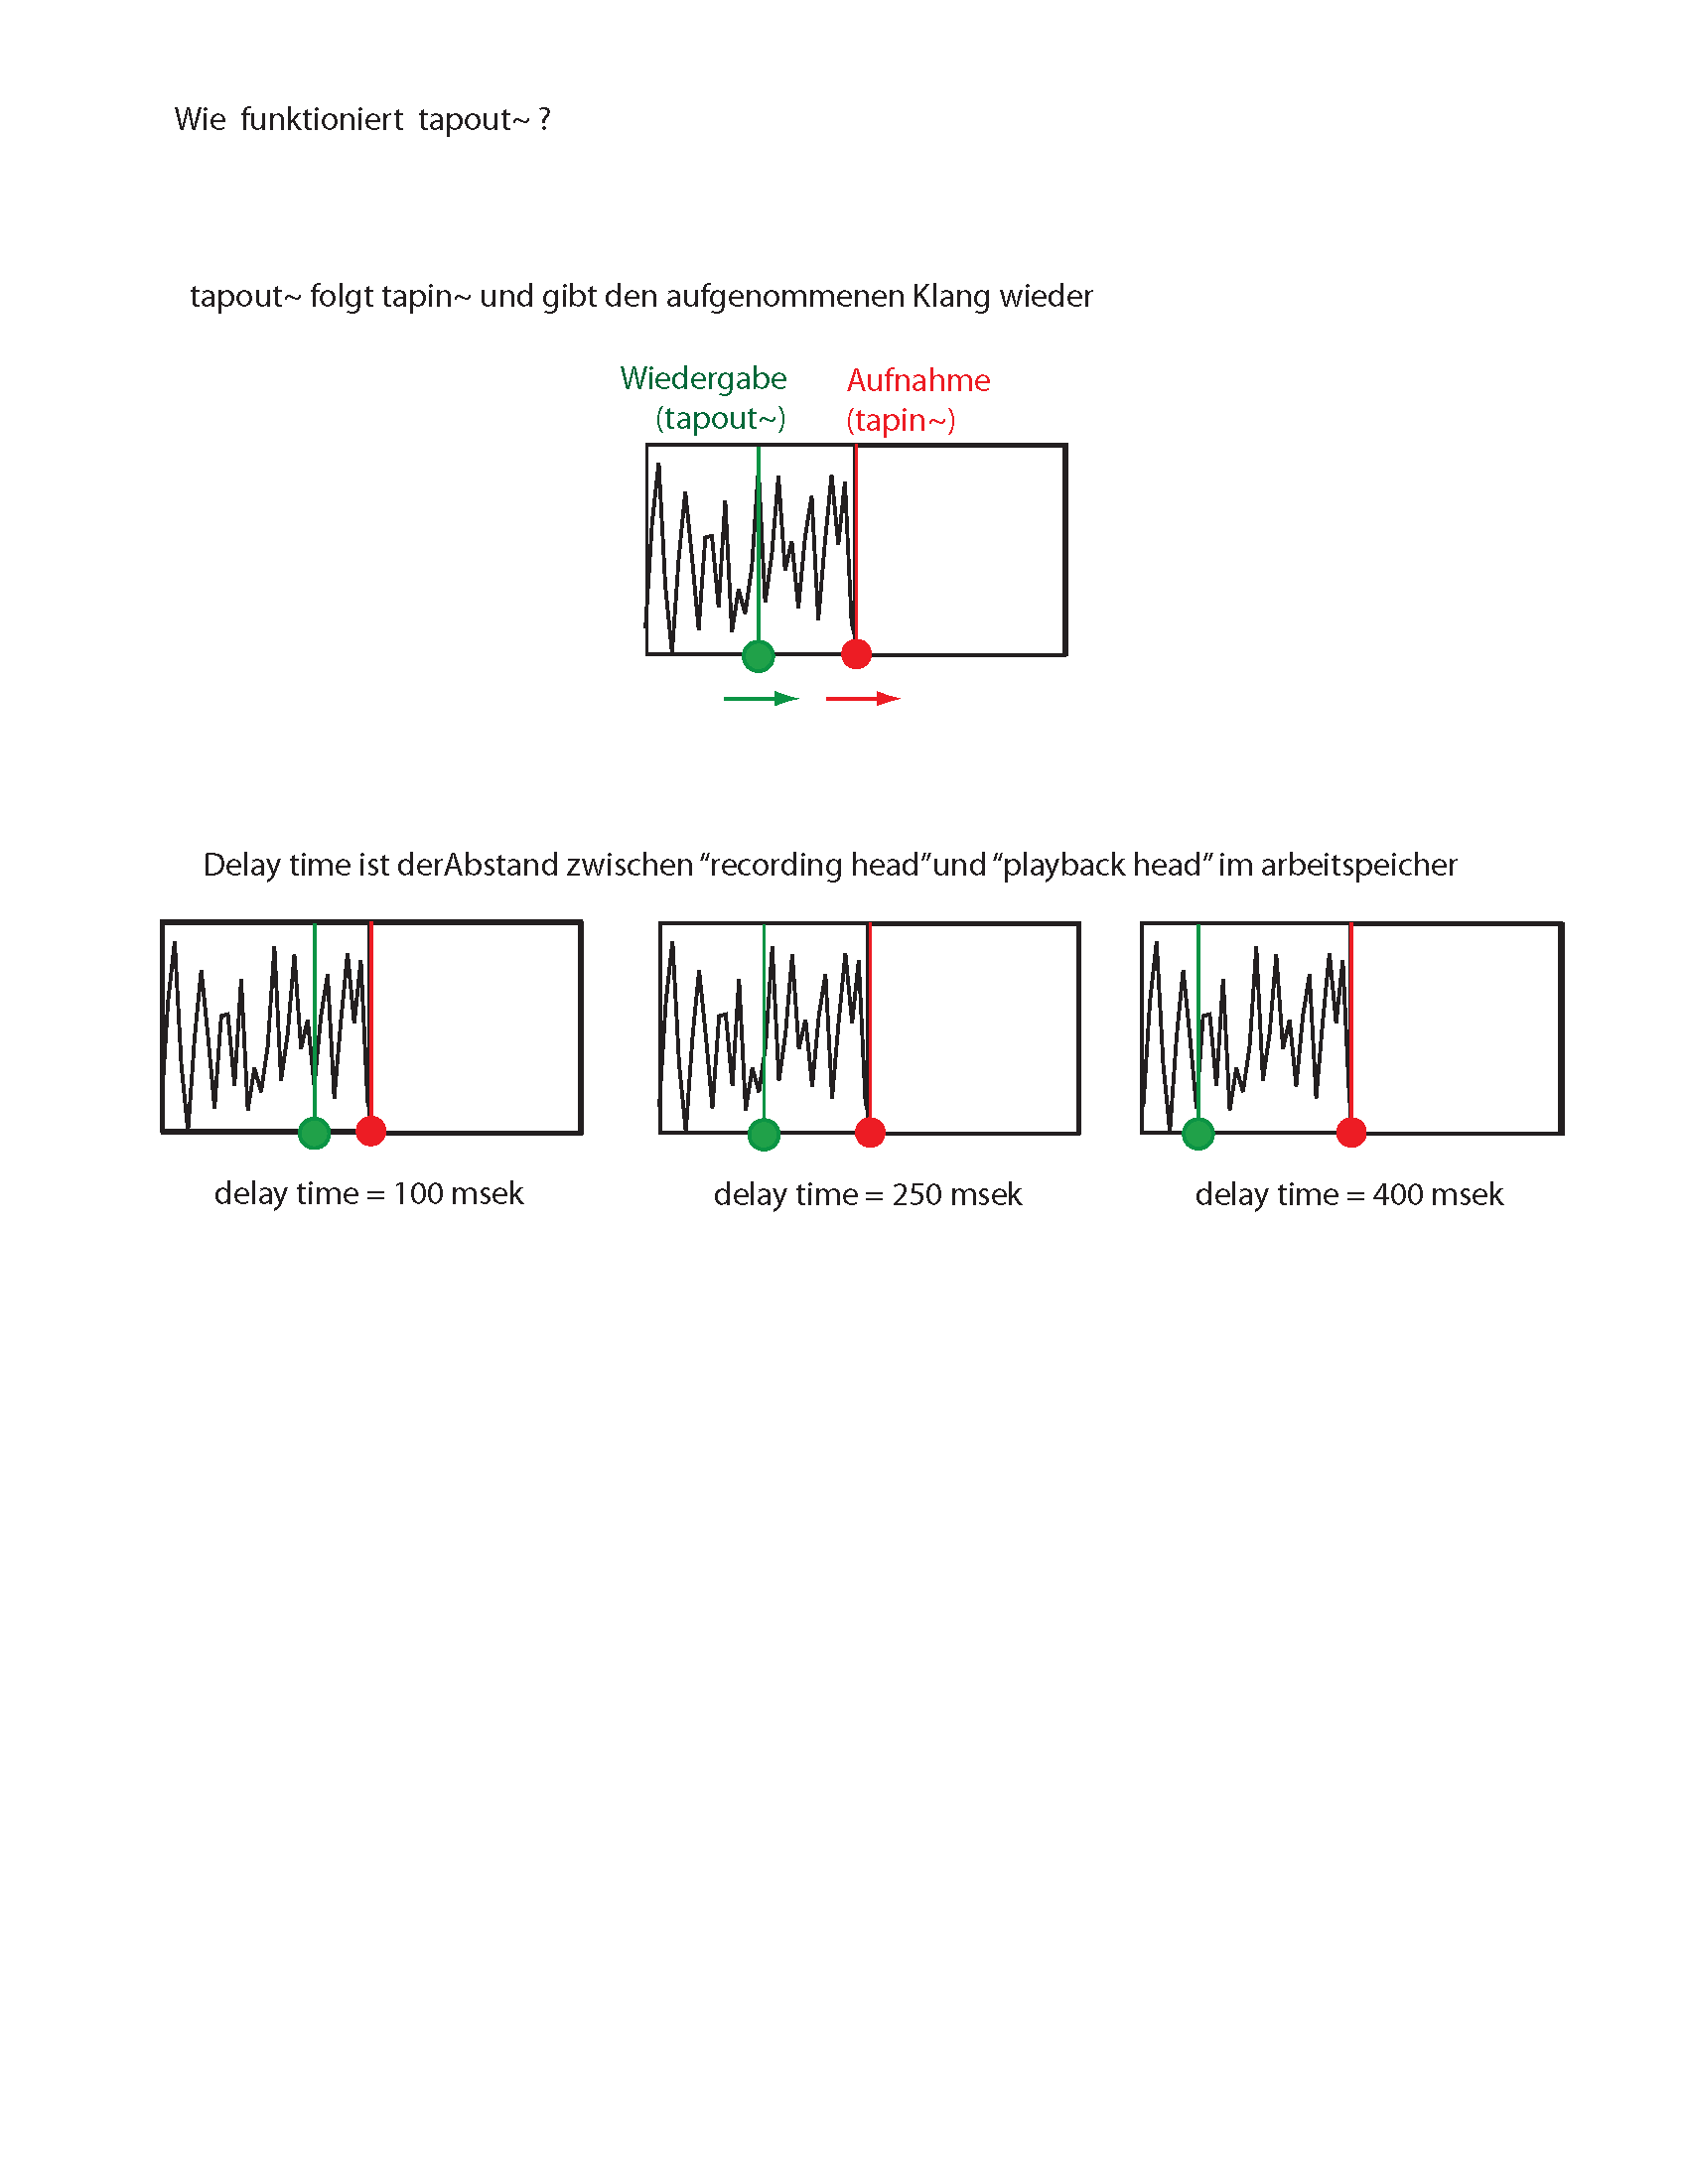 Wie funktioniert tapout~ ?
tapout~ folgt tapin~ und gibt den aufgenommenen Klang wieder
Wiedergabe
(tapout~)
Aufnahme
(tapin~)
Delay time ist derAbstand zwischen “recording head”und “playback head” im arbeitspeicher
delay time = 100 msek
delay time = 250 msek
delay time = 400 msek